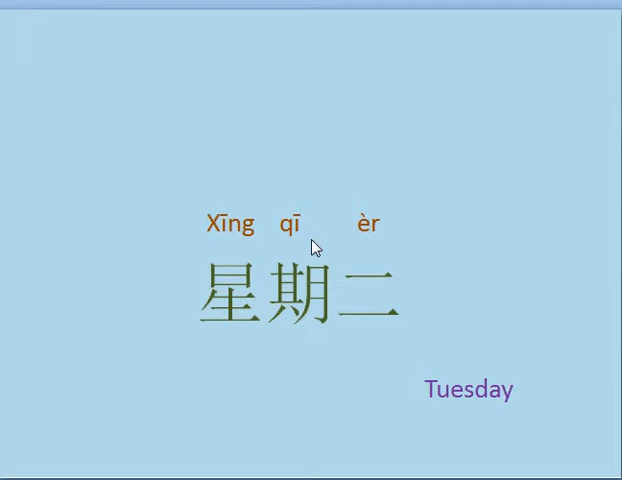 Xīng qī èr
星期二
Tuesday